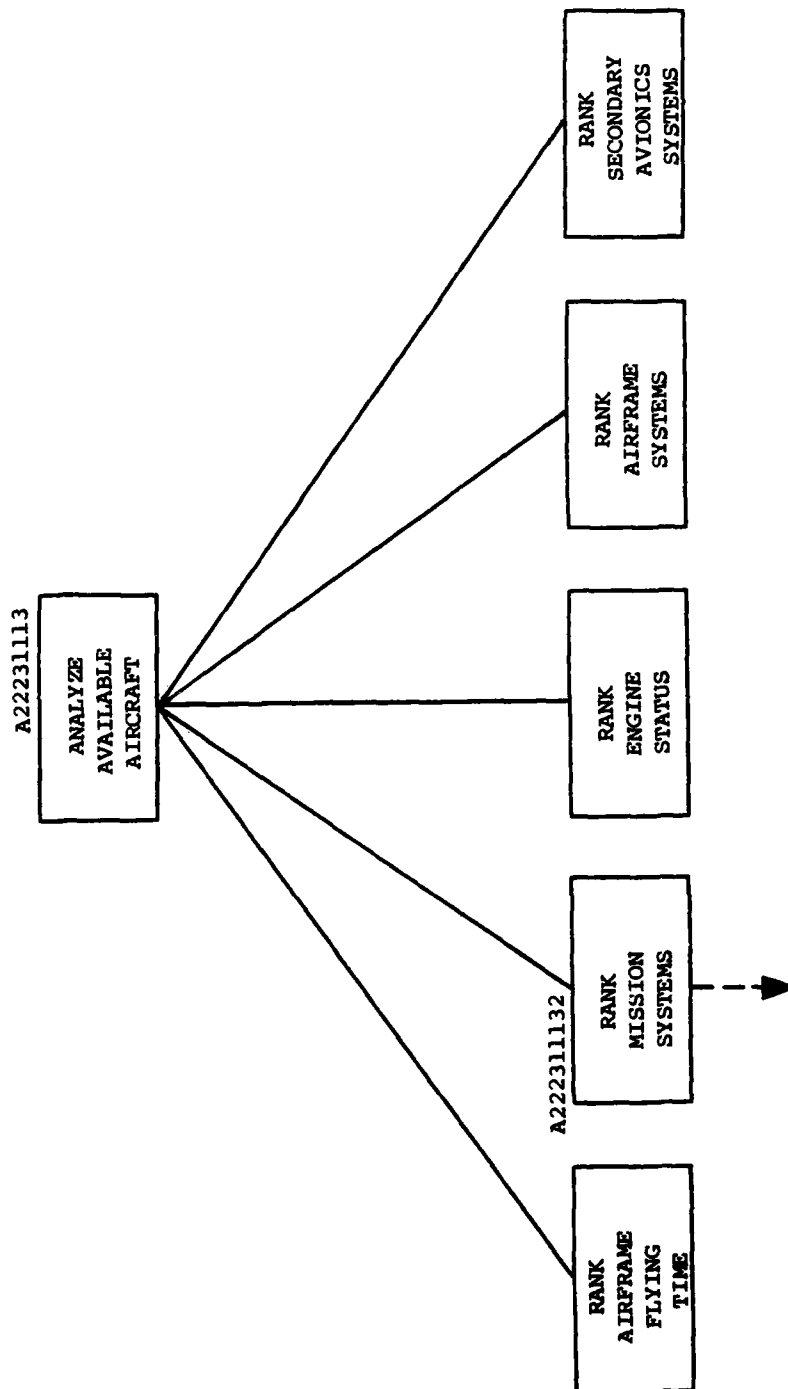 A22231113
ANALYZE
AVAILABLE
AIRCRAFT
RANK
AIRFRAME
FLYING
TIME
A222311132
RANK
MISSION
SYSTEMS
RANK
ENGINE
STATUS
RANK
AIRFRAME
SYSTEMS
RANK
SECONDARY
AVIONICS
SYSTEMS